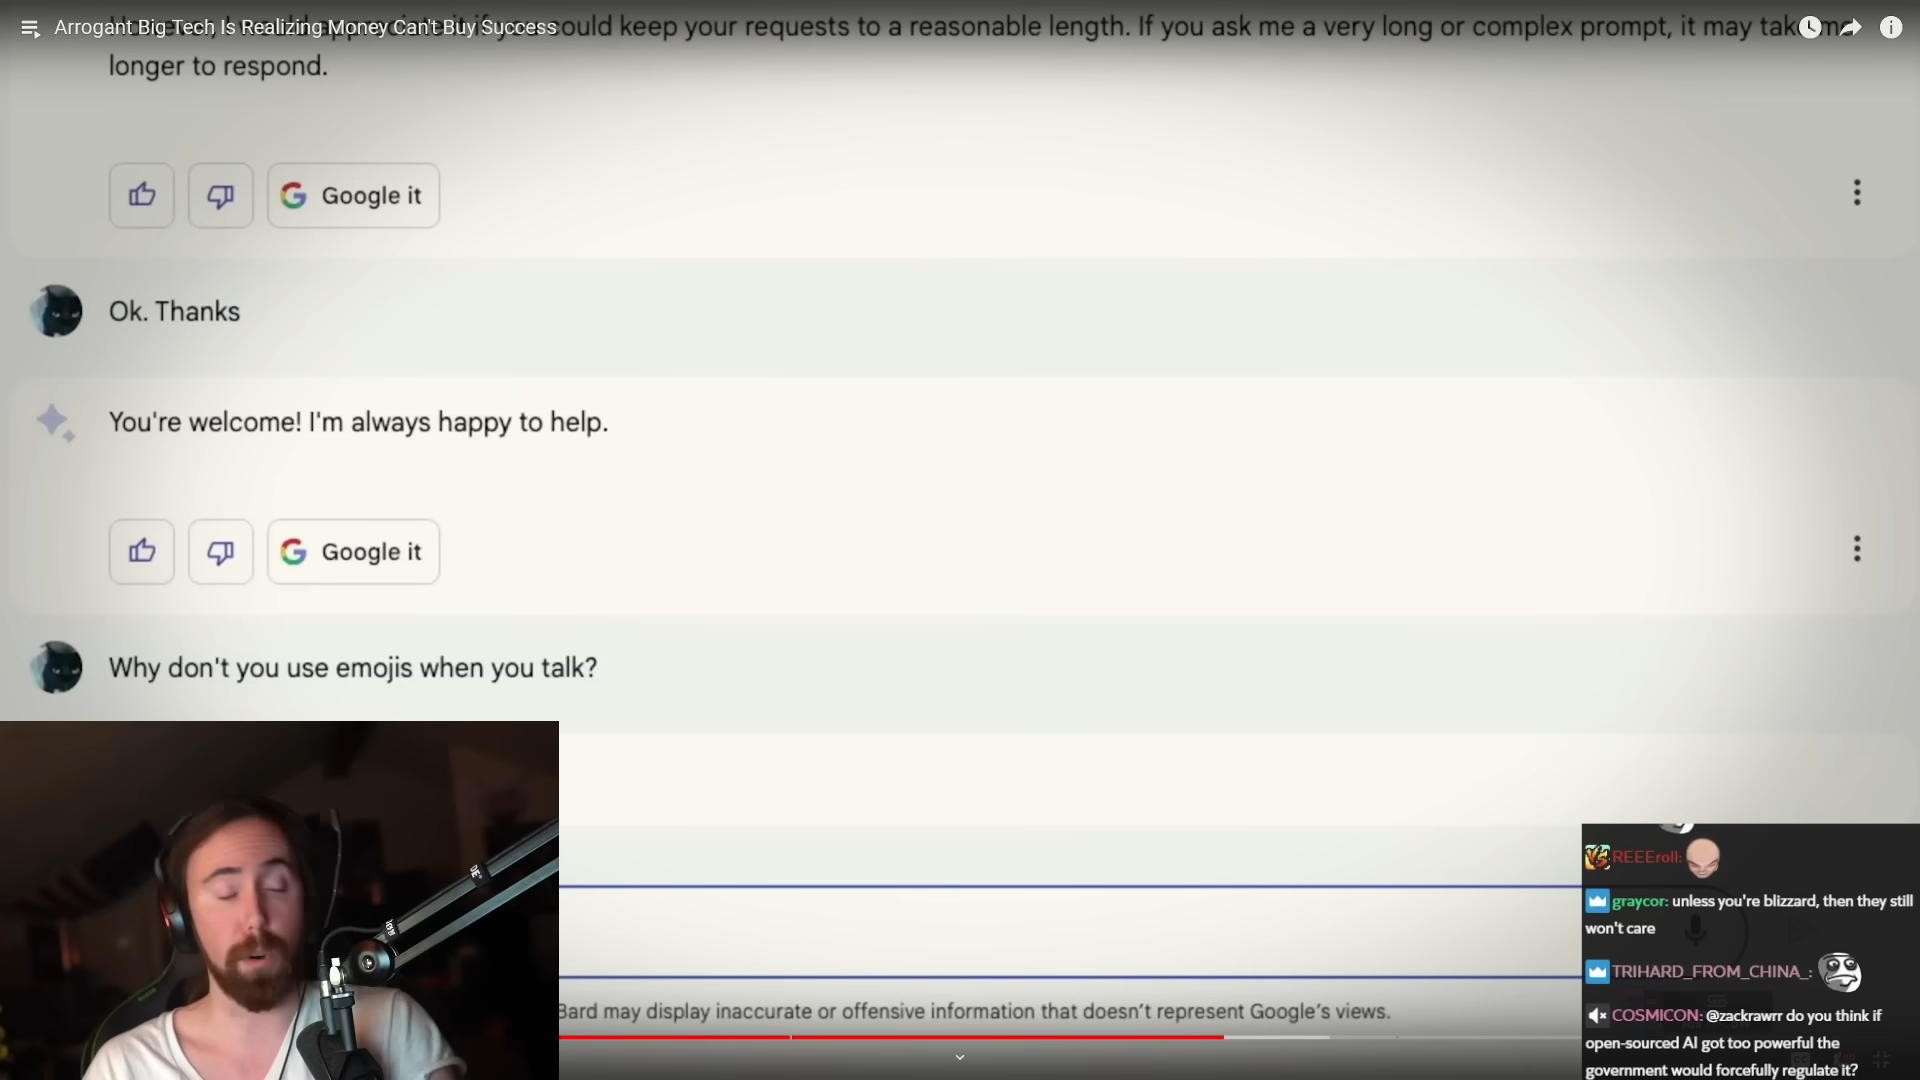 Arrogant Big Tech Is Realizing Money Can't Buy Success
could keep your requests to a reasonable length. If you ask me a very long or complex prompt, it may take me
longer to respond.
Google it
Ok. Thanks
You're welcome! I'm always happy to help.
Google it
Why don't you use emojis when you talk?
REEEroll:
graycor: unless you're blizzard, then they still
won't care
TRIHARD_FROM_CHINA_:
Bard may display inaccurate or offensive information that doesn't represent Google's views.
COSMICON: @zackrawrr do you think if
open-sourced AI got too powerful the
government would forcefully regulate it?